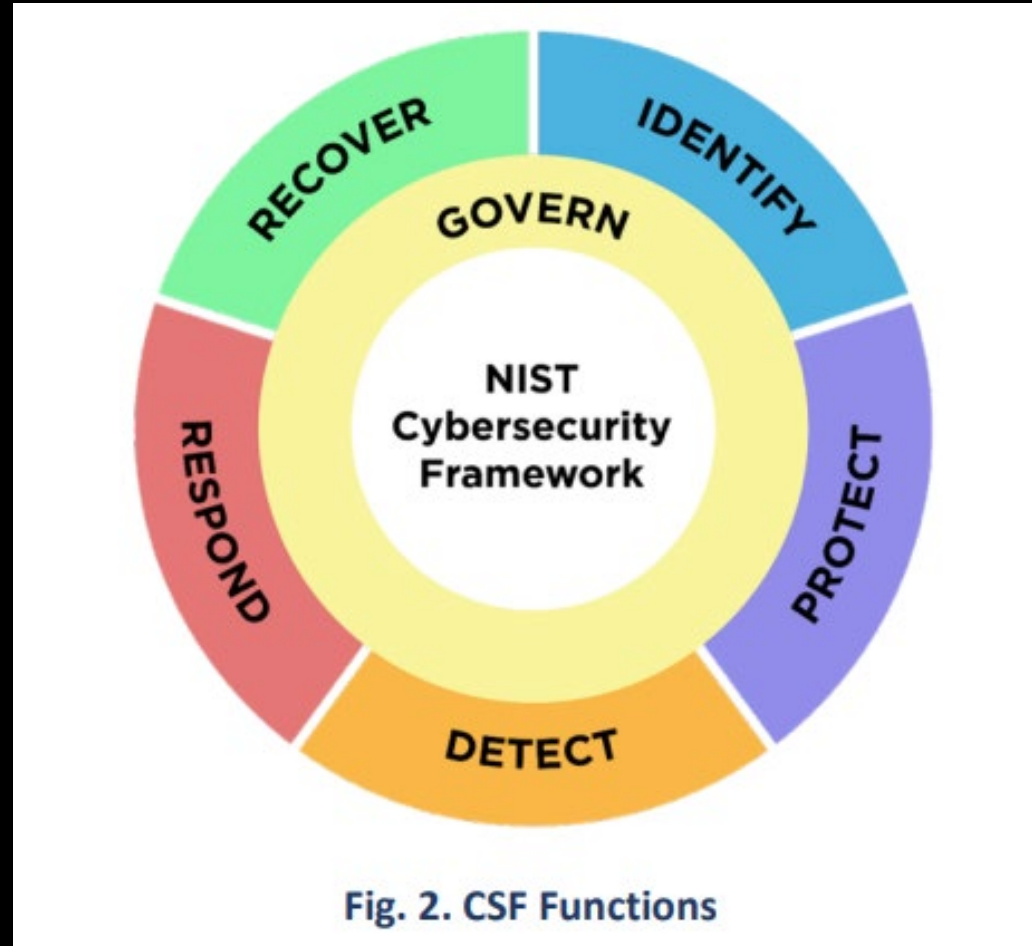 RECOVER
IDENTIFY
GOVERN
NIST
Cybersecurity
Framework
RESPOND
PROTECT
DETECT
Fig. 2. CSF Functions